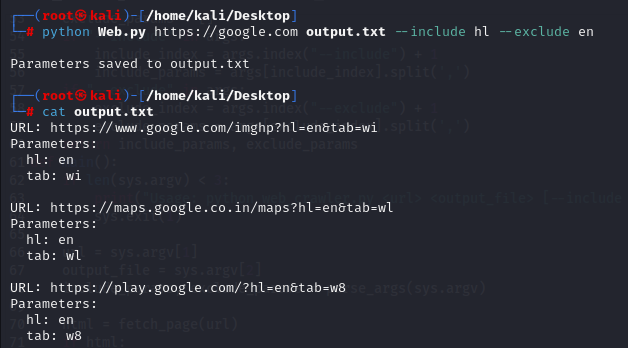 ┌──(root㉿kali)-[/home/kali/Desktop]
└─# python Web.py https://google.com output.txt --include hl --exclude en
Parameters saved to output.txt
┌──(root㉿kali)-[/home/kali/Desktop]
└─# cat output.txt
URL: https://www.google.com/imghp?hl=en&tab=wi
Parameters:
  hl: en
  tab: wi
URL: https://maps.google.co.in/maps?hl=en&tab=wl
Parameters:
  hl: en
  tab: wl
URL: https://play.google.com/?hl=en&tab=w8
Parameters:
  hl: en
  tab: w8